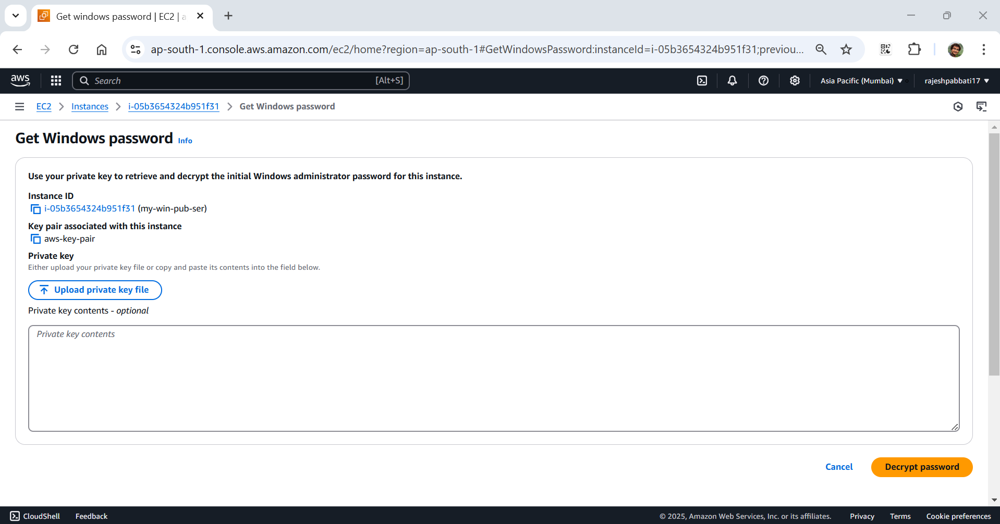 Get windows password | EC2 | a
ap-south-1.console.aws.amazon.com/ec2/home?region=ap-south-1#GetWindowsPassword:instanceId=i-05b3654324b951f31;previou...
aws
Search [Alt+S]
Asia Pacific (Mumbai)
rajeshpabbati17
EC2 > Instances > i-05b3654324b951f31 > Get Windows password
Get Windows password Info
Use your private key to retrieve and decrypt the initial Windows administrator password for this instance.
Instance ID
i-05b3654324b951f31 (my-win-pub-ser)
Key pair associated with this instance
aws-key-pair
Private key
Either upload your private key file or copy and paste its contents into the field below.
Upload private key file
Private key contents - optional
Private key contents
Cancel
Decrypt password
CloudShell Feedback © 2025, Amazon Web Services, Inc. or its affiliates. Privacy Terms Cookie preferences